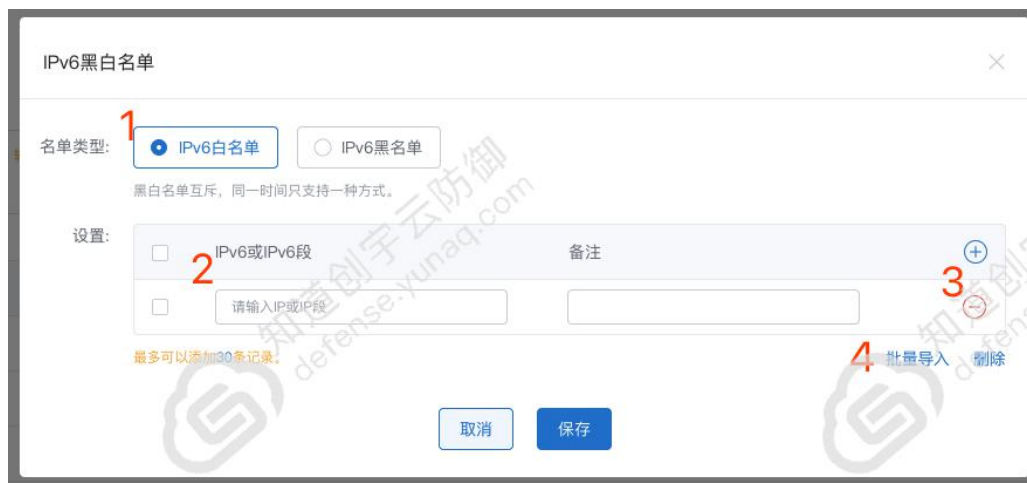 IPv6黑白名单
1
名单类型: IPv6白名单 IPv6黑名单
黑白名单互斥，同一时间只支持一种方式。
设置: IPv6或IPv6段 备注
2 3
请输入IP或IP段
最多可以添加30条记录。 4 批量导入 删除
取消 保存
知道创宇云防御
defense.yunaq.com
知道创宇
defens